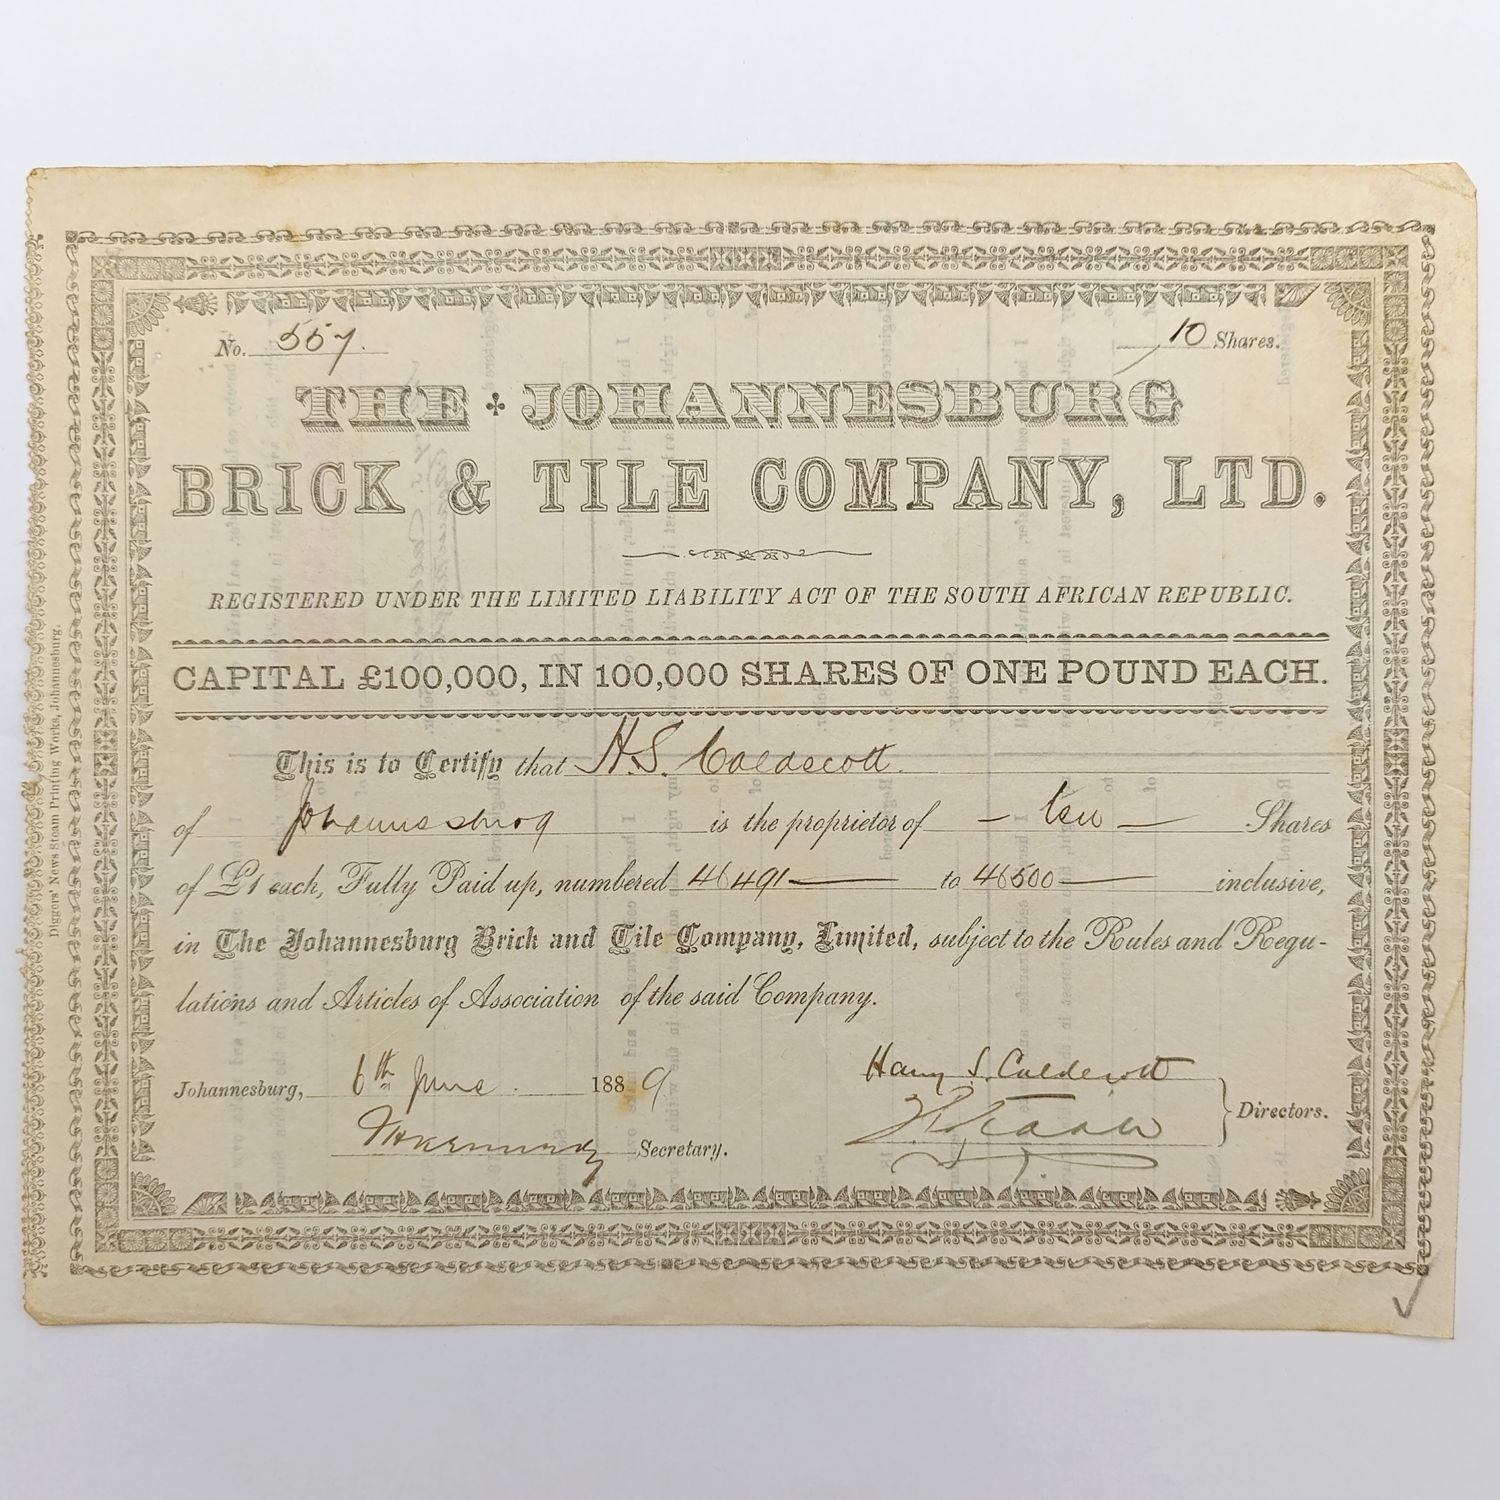 No. 557.
10 Shares.
THE JOHANNESBURG
BRICK & TILE COMPANY, LTD.
REGISTERED UNDER THE LIMITED LIABILITY ACT OF THE SOUTH AFRICAN REPUBLIC.
CAPITAL £100,000, IN 100,000 SHARES OF ONE POUND EACH.
This is to Certify that H.S. Caldecott.
of Johannesburg is the proprietor of – ten – Shares
of £1 each, Fully Paid up, numbered 46491 — to 46500 — inclusive,
in The Johannesburg Brick and Tile Company, Limited, subject to the Rules and Regu-
lations and Articles of Association of the said Company.
Harry S. Caldecott
Johannesburg, 6th June. 1889
Directors.
Secretary.
Diggers' News Steam Printing Works, Johannesburg.